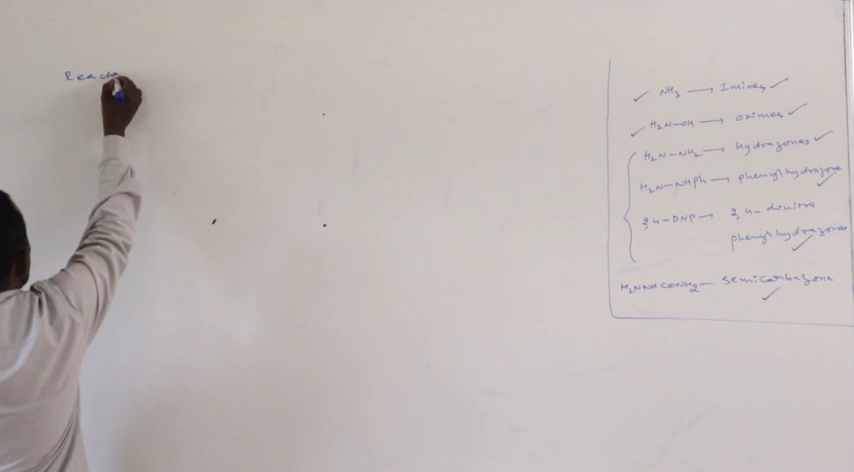 Reac
NH₃ → Imines ✓
H₂N-OH → oximes ✓
H₂N-NH₂ → Hydrazones ✓
H₂N-NHPh → phenylhydrazone ✓
2,4-DNP → 2,4-dinitro
phenylhydrazones ✓
H₂NNHCONH₂ - semicarbazone ✓